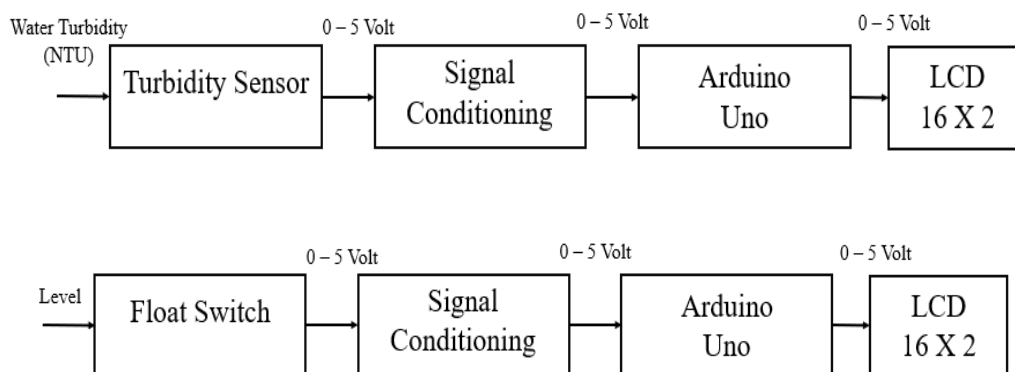 Water Turbidity
(NTU)
0 – 5 Volt
0 – 5 Volt
0 – 5 Volt
Turbidity Sensor
Signal
Conditioning
Arduino
Uno
LCD
16 X 2
Level
0 – 5 Volt
0 – 5 Volt
0 – 5 Volt
Float Switch
Signal
Conditioning
Arduino
Uno
LCD
16 X 2